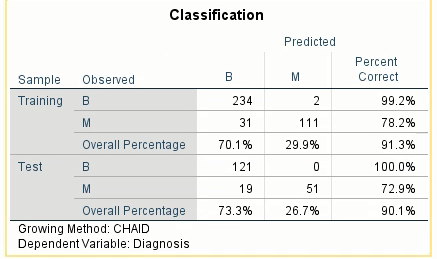 Classification
Predicted
Sample Observed B M Percent Correct
Training B 234 2 99.2%
M 31 111 78.2%
Overall Percentage 70.1% 29.9% 91.3%
Test B 121 0 100.0%
M 19 51 72.9%
Overall Percentage 73.3% 26.7% 90.1%
Growing Method: CHAID
Dependent Variable: Diagnosis